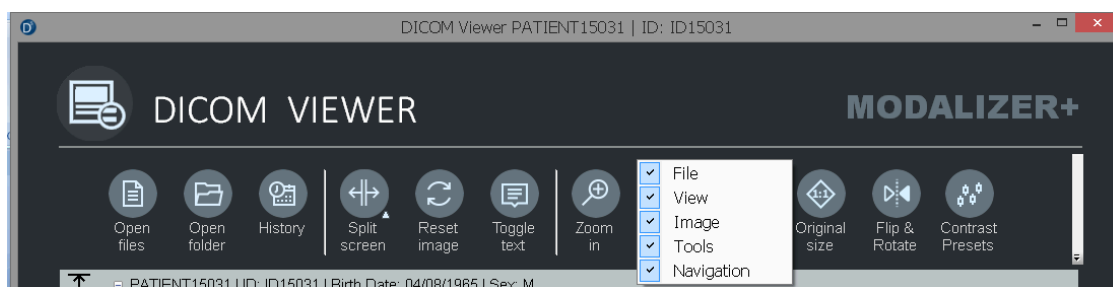 DICOM Viewer PATIENT15031 | ID: ID15031
DICOM VIEWER
MODALIZER+
Open files
Open folder
History
Split screen
Reset image
Toggle text
Zoom in
File
View
Image
Tools
Navigation
1:1
Original size
Flip & Rotate
Contrast Presets
PATIENT15031 | ID: ID15031 | Birth Date: 04/08/1965 | Sex: M